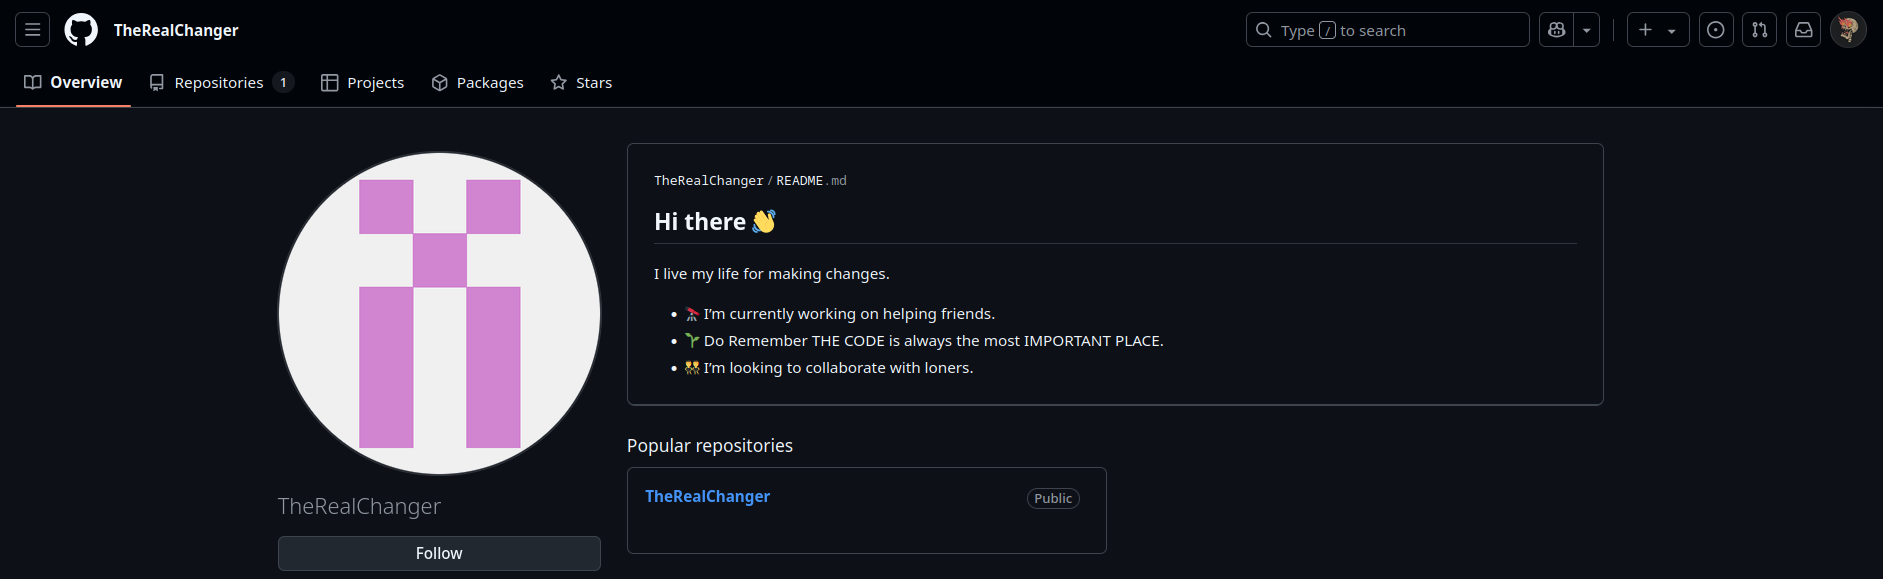 TheRealChanger
Type / to search
Overview
Repositories 1
Projects
Packages
Stars
TheRealChanger / README.md
Hi there 👋
I live my life for making changes.
🔭 I’m currently working on helping friends.
🌱 Do Remember THE CODE is always the most IMPORTANT PLACE.
👯 I’m looking to collaborate with loners.
Popular repositories
TheRealChanger Public
TheRealChanger
Follow